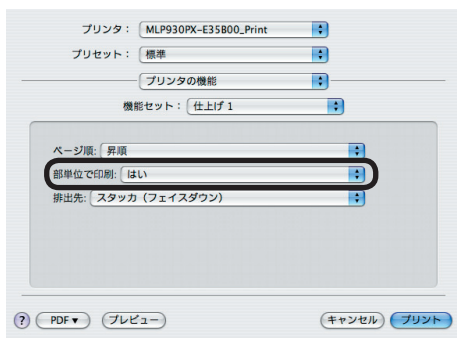 プリンタ： MLP930PX-E35B00_Print
プリセット： 標準
プリンタの機能
機能セット： 仕上げ 1
ページ順: 昇順
部単位で印刷: はい
排出先: スタッカ（フェイスダウン）
? PDF▼ プレビュー キャンセル プリント